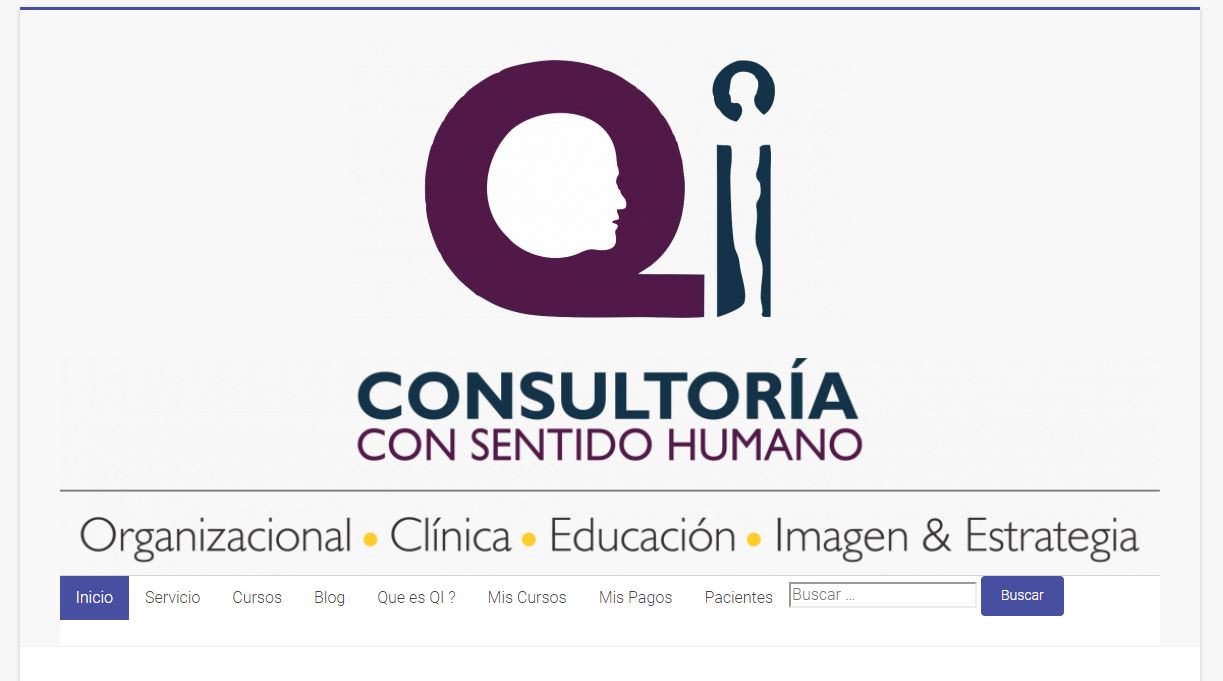 Qi
CONSULTORÍA
CON SENTIDO HUMANO
Organizacional • Clínica • Educación • Imagen & Estrategia
Inicio Servicio Cursos Blog Que es QI ? Mis Cursos Mis Pagos Pacientes Buscar ... Buscar